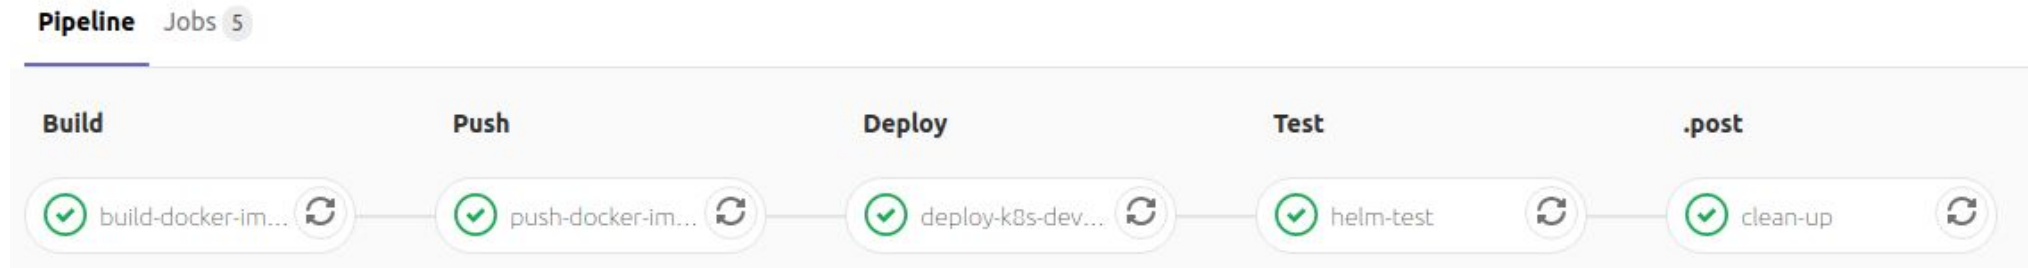 Pipeline Jobs 5
Build Push Deploy Test .post
build-docker-im... push-docker-im... deploy-k8s-dev... helm-test clean-up